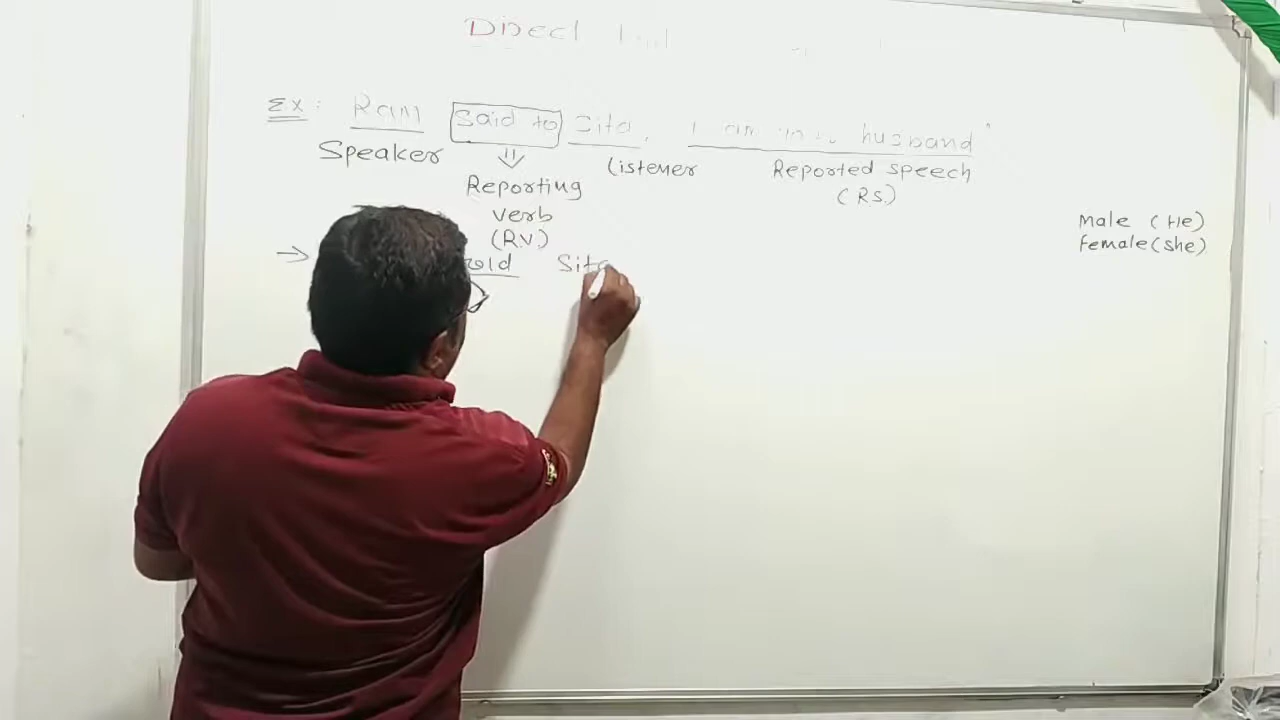 Direct
Ex: Ram said to Sita, I am husband"
Speaker Listener Reported speech
Reporting (RS)
verb
(RV)
Male (He)
Female (she)
→ Sita